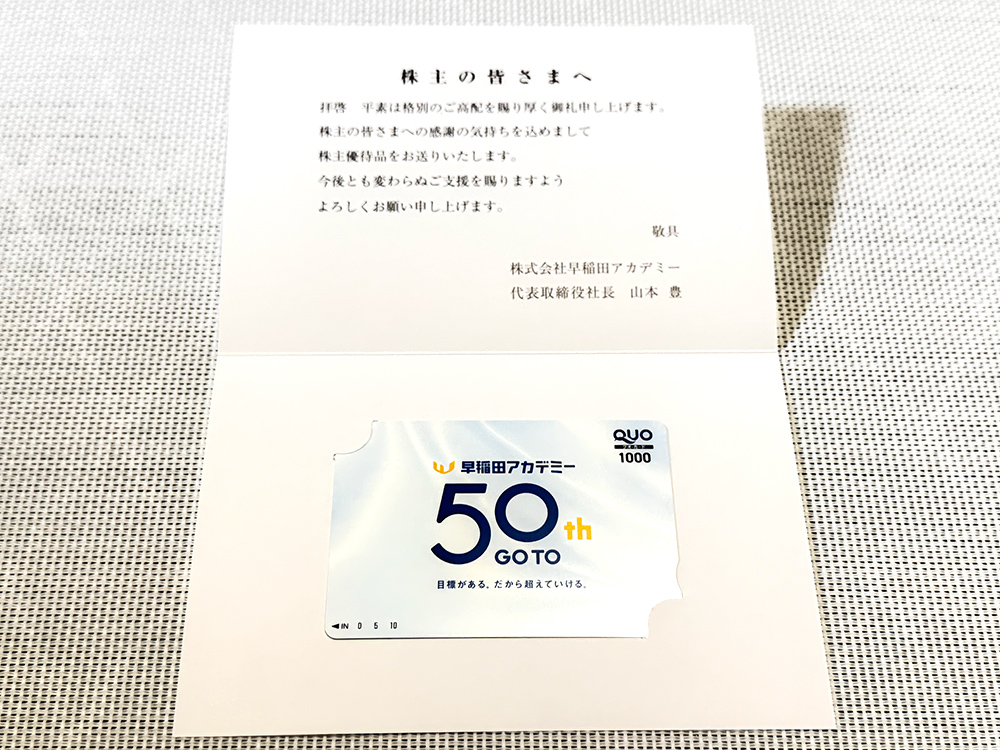 株主の皆さまへ
拝啓　平素は格別のご高配を賜り厚く御礼申し上げます。
株主の皆さまへの感謝の気持ちを込めまして
株主優待品をお送りいたします。
今後とも変わらぬご支援を賜りますよう
よろしくお願い申し上げます。
敬具
株式会社早稲田アカデミー
代表取締役社長　山本 豊
QUO
クオ・カード
1000
早稲田アカデミー
50th
GO TO
目標がある。だから超えていける。
◀IN 0 5 10